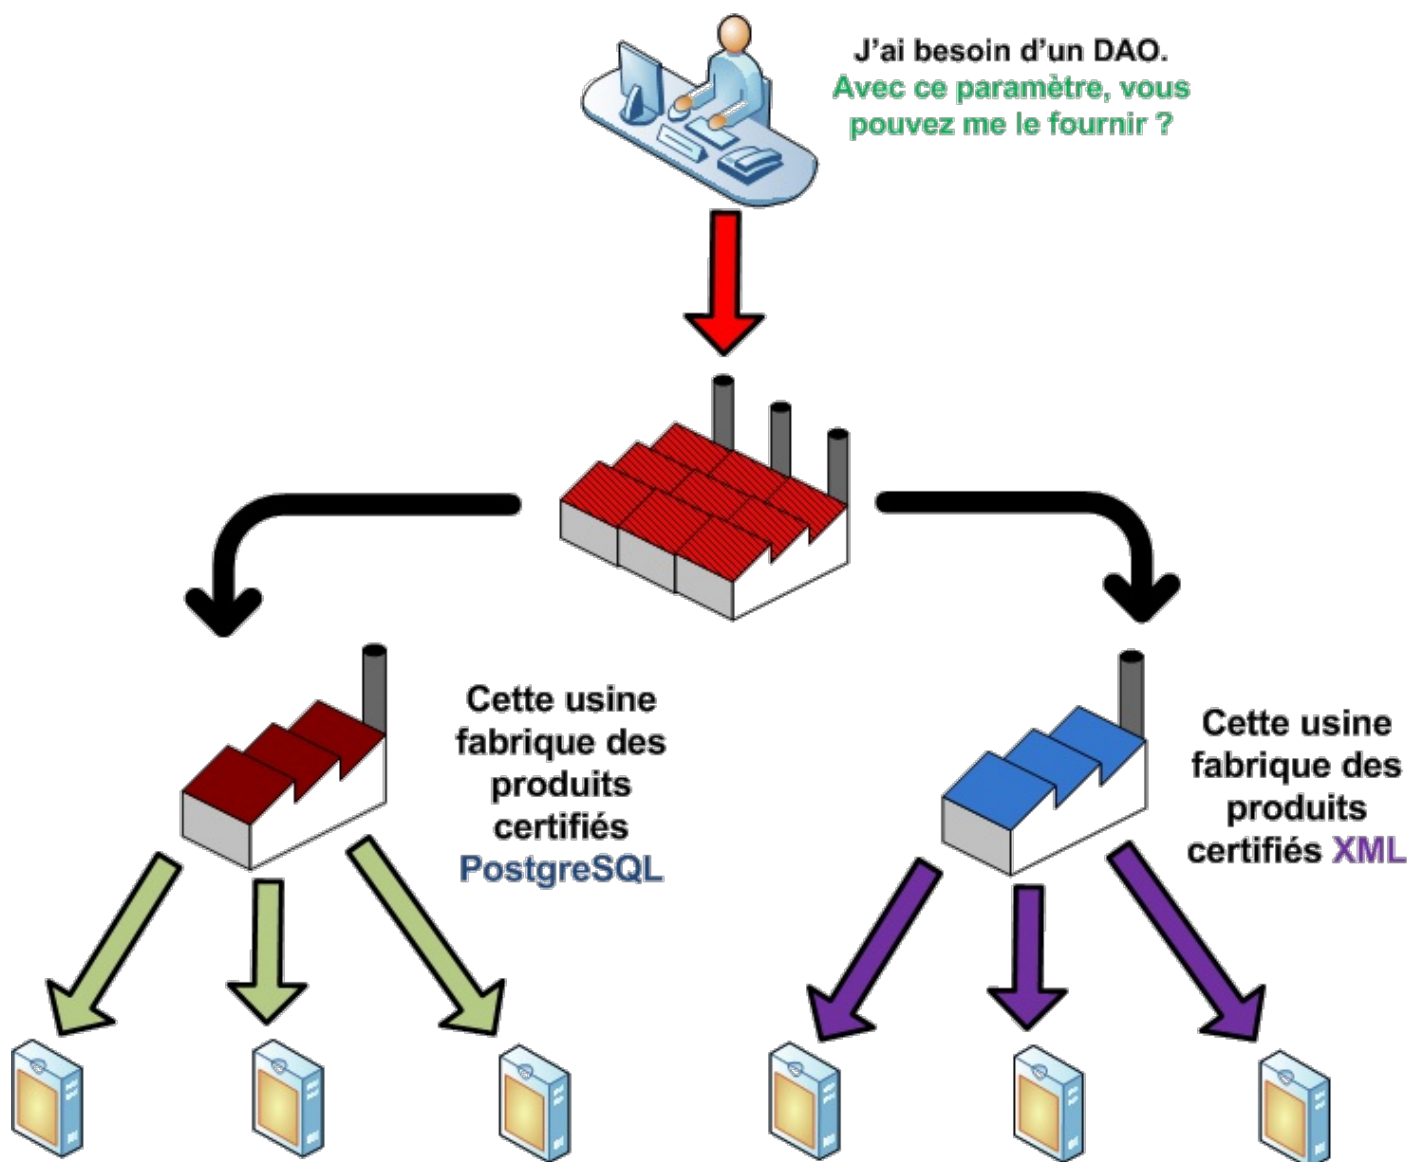 J'ai besoin d'un DAO.
Avec ce paramètre, vous
pouvez me le fournir ?
Cette usine
fabrique des
produits
certifiés
PostgreSQL
Cette usine
fabrique des
produits
certifiés XML